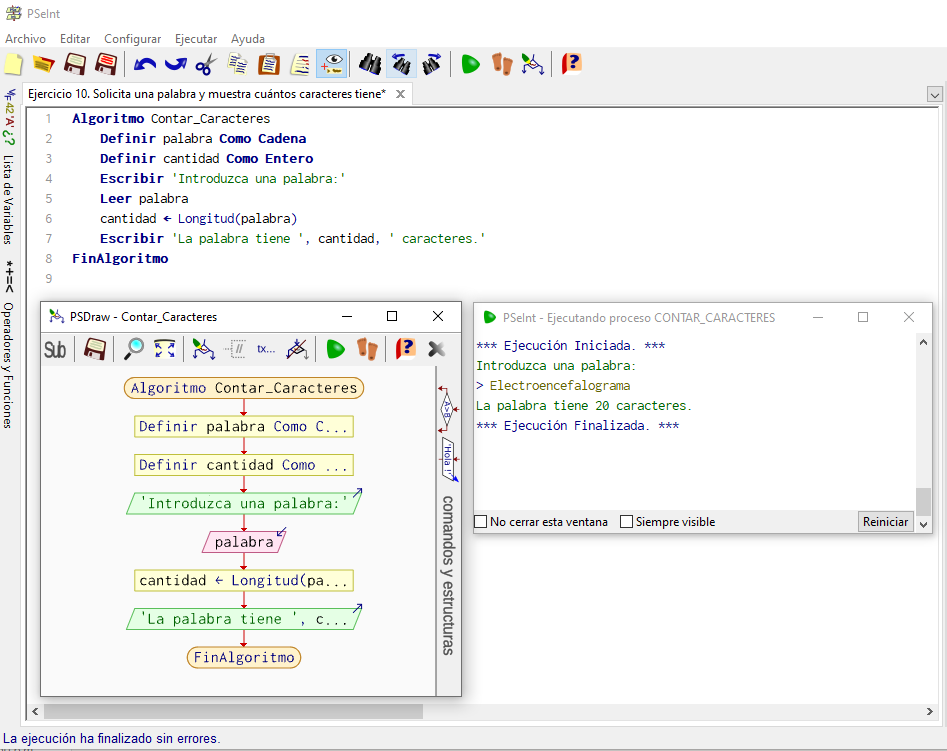 PSeInt
Archivo Editar Configurar Ejecutar Ayuda
Ejercicio 10. Solicita una palabra y muestra cuántos caracteres tiene*
42 'A' ¿?
Lista de Variables
*+=<
Operadores y Funciones
1 Algoritmo Contar_Caracteres
2 Definir palabra Como Cadena
3 Definir cantidad Como Entero
4 Escribir 'Introduzca una palabra:'
5 Leer palabra
6 cantidad ← Longitud(palabra)
7 Escribir 'La palabra tiene ', cantidad, ' caracteres.'
8 FinAlgoritmo
9
PSDraw - Contar_Caracteres
Sub // tx... ?
Algoritmo Contar_Caracteres
Definir palabra Como C...
Definir cantidad Como ...
'Introduzca una palabra:'
palabra
cantidad ← Longitud(pa...
'La palabra tiene ', c...
FinAlgoritmo
A>B
'Hola !'
comandos y estructuras
PSeInt - Ejecutando proceso CONTAR_CARACTERES
*** Ejecución Iniciada. ***
Introduzca una palabra:
> Electroencefalograma
La palabra tiene 20 caracteres.
*** Ejecución Finalizada. ***
No cerrar esta ventana Siempre visible Reiniciar
La ejecución ha finalizado sin errores.